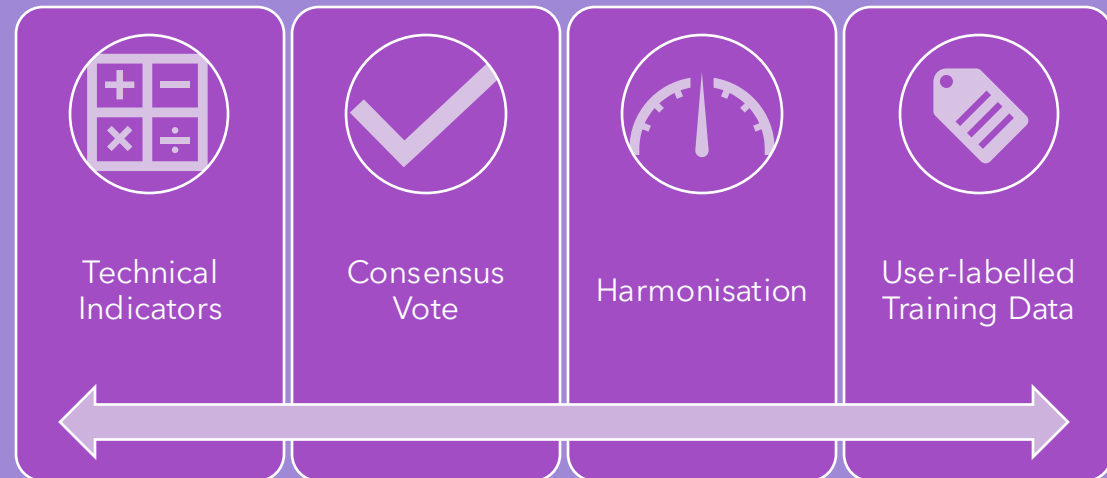 Technical
Indicators
Consensus
Vote
Harmonisation
User-labelled
Training Data